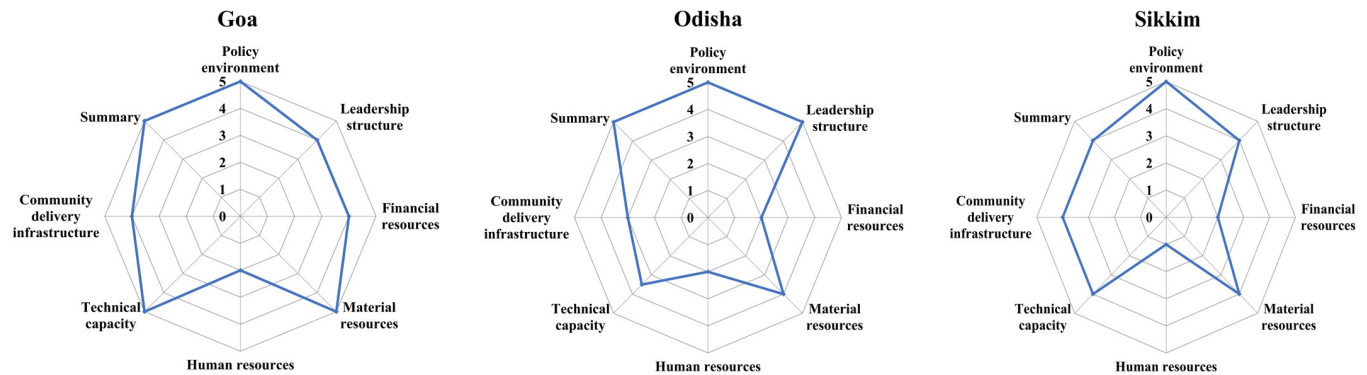 Goa
Policy
environment
5
4
3
2
1
0
Leadership
structure
Financial
resources
Material
resources
Human resources
Technical
capacity
Community
delivery
infrastructure
Summary
Odisha
Policy
environment
5
4
3
2
1
0
Leadership
structure
Financial
resources
Material
resources
Human resources
Technical
capacity
Community
delivery
infrastructure
Summary
Sikkim
Policy
environment
5
4
3
2
1
0
Leadership
structure
Financial
resources
Material
resources
Human resources
Technical
capacity
Community
delivery
infrastructure
Summary